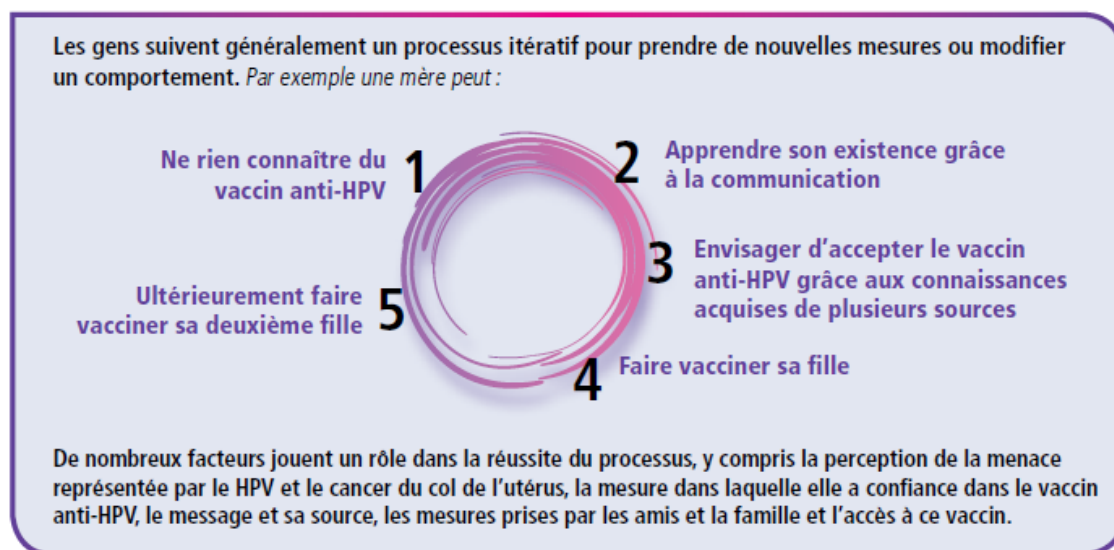 Les gens suivent généralement un processus itératif pour prendre de nouvelles mesures ou modifier
un comportement. Par exemple une mère peut :
1
Ne rien connaître du
vaccin anti-HPV
2
Apprendre son existence grâce
à la communication
3
Envisager d’accepter le vaccin
anti-HPV grâce aux connaissances
acquises de plusieurs sources
4
Faire vacciner sa fille
5
Ultérieurement faire
vacciner sa deuxième fille
De nombreux facteurs jouent un rôle dans la réussite du processus, y compris la perception de la menace
représentée par le HPV et le cancer du col de l’utérus, la mesure dans laquelle elle a confiance dans le vaccin
anti-HPV, le message et sa source, les mesures prises par les amis et la famille et l’accès à ce vaccin.